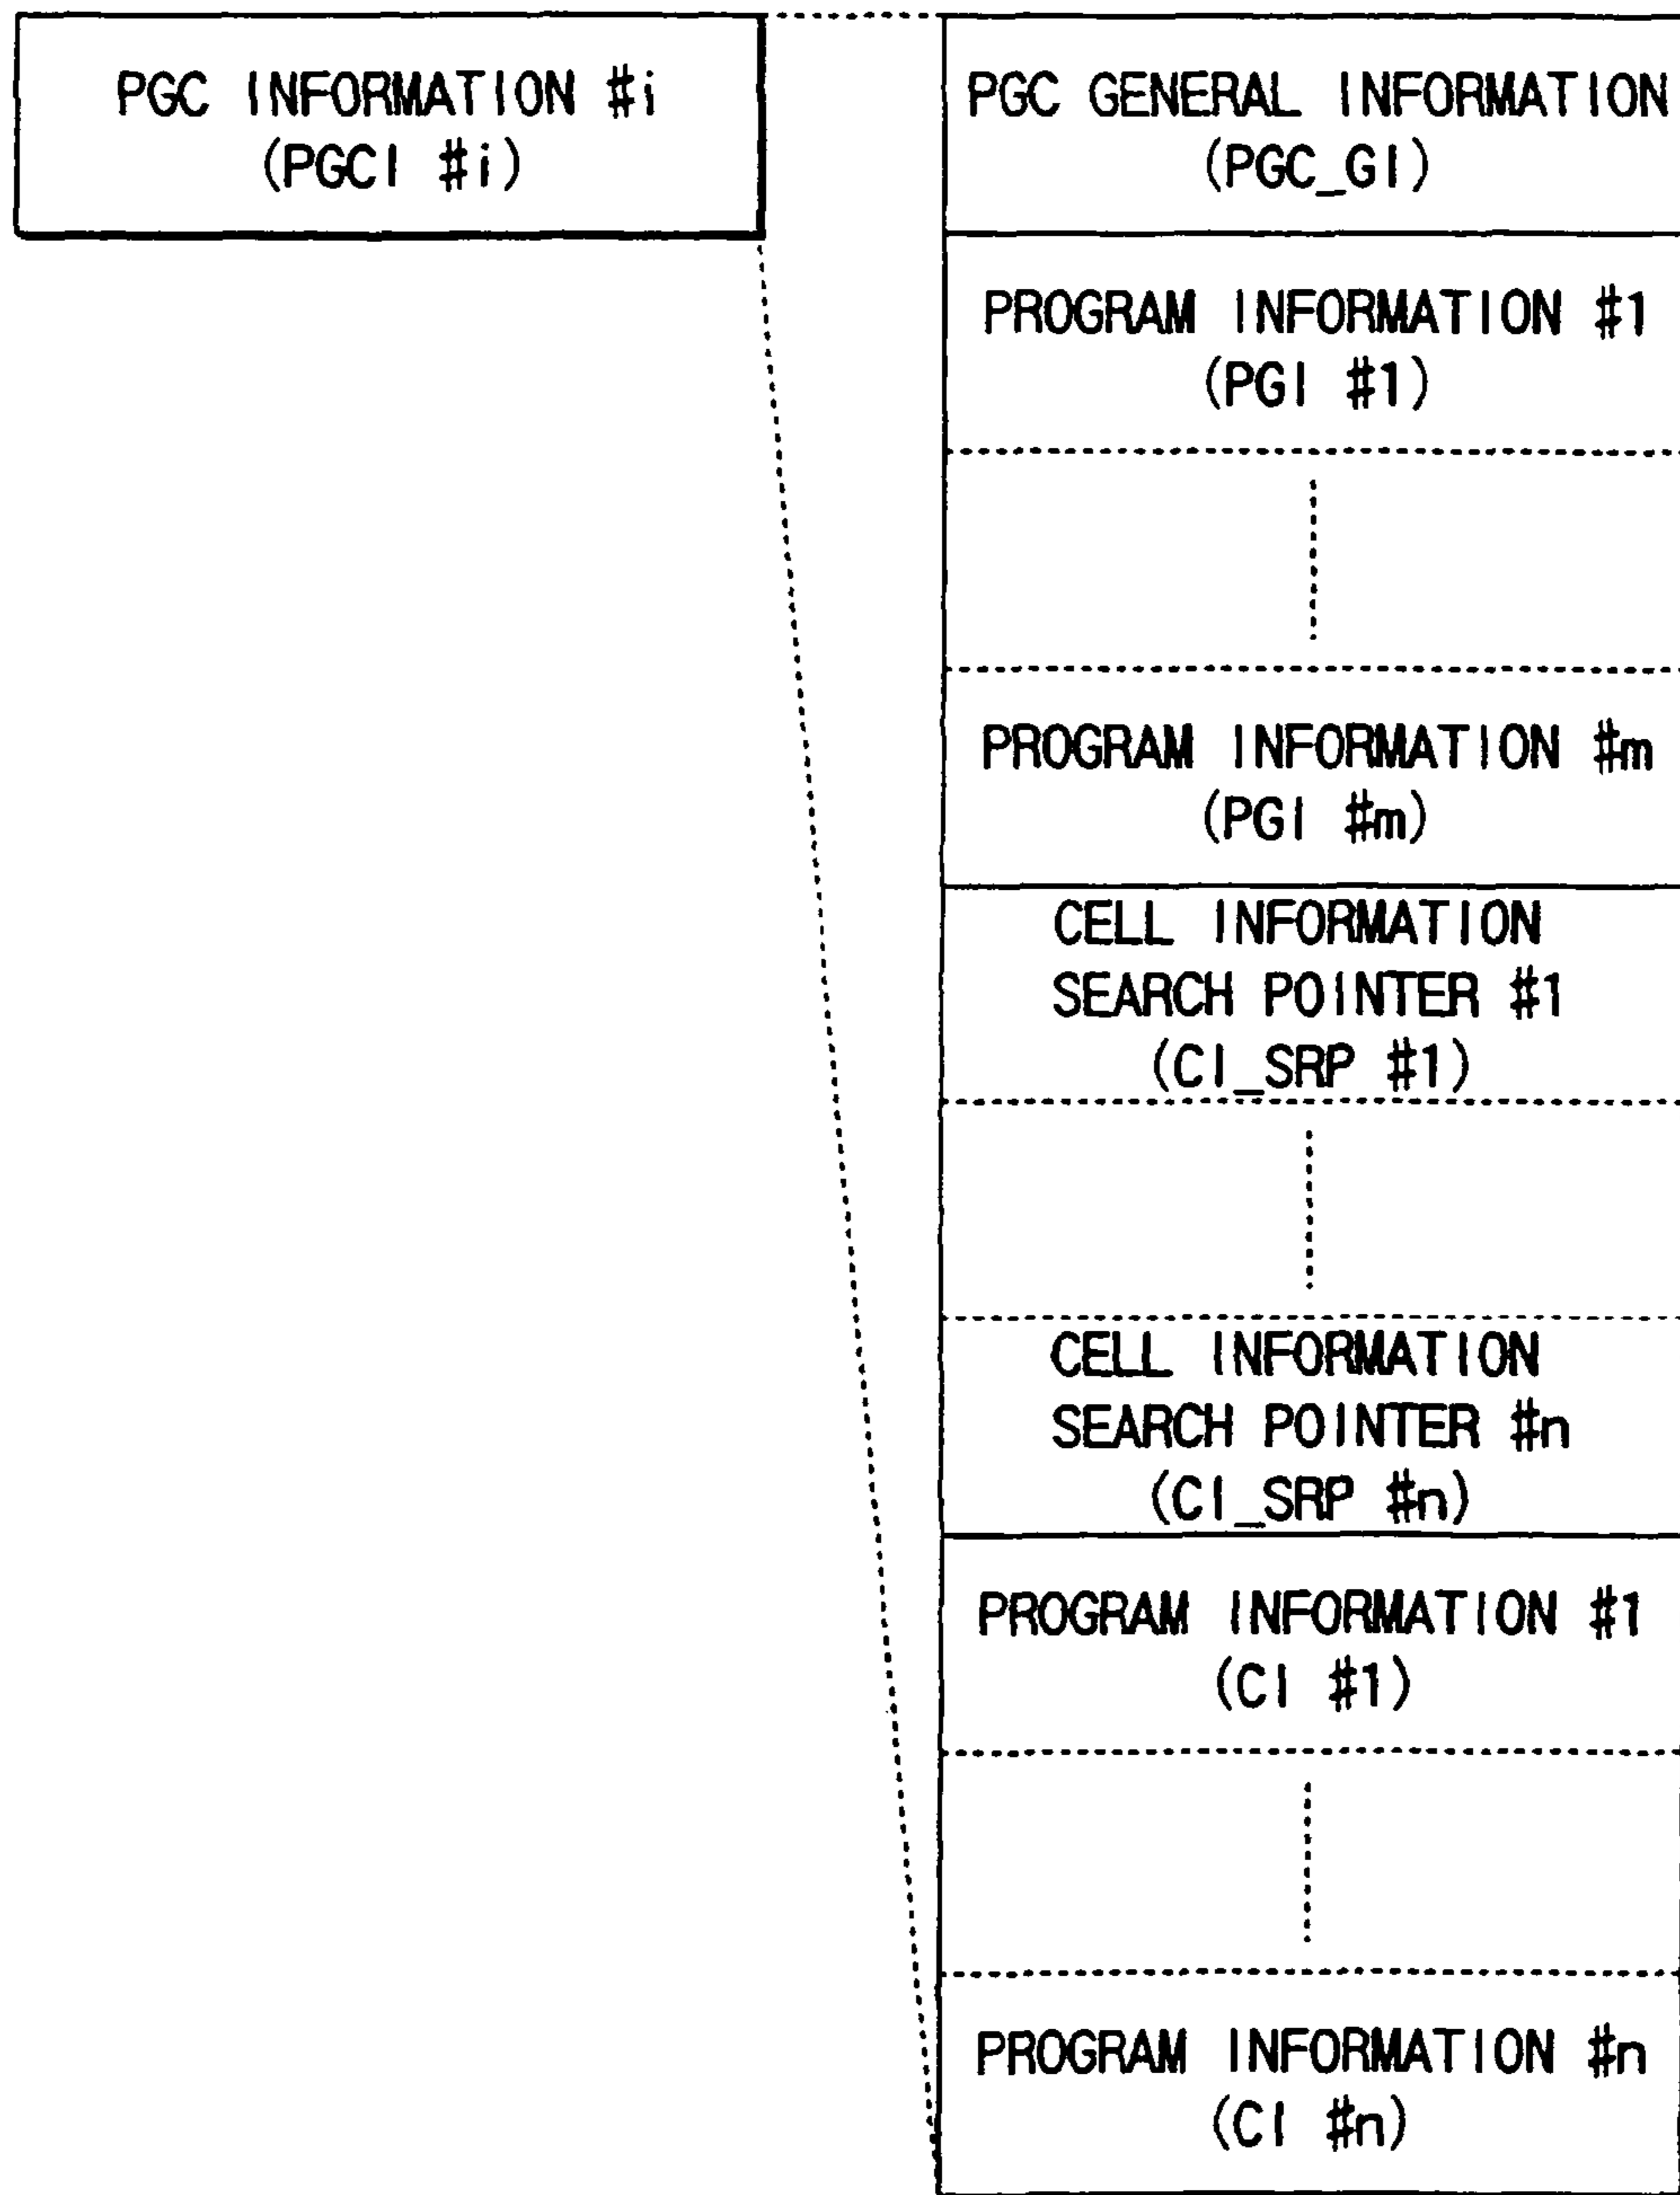 PGC INFORMATION #i
(PGCI #i)
PGC GENERAL INFORMATION
(PGC_GI)
PROGRAM INFORMATION #1
(PGI #1)
PROGRAM INFORMATION #m
(PGI #m)
CELL INFORMATION
SEARCH POINTER #1
(CI_SRP #1)
CELL INFORMATION
SEARCH POINTER #n
(CI_SRP #n)
PROGRAM INFORMATION #1
(CI #1)
PROGRAM INFORMATION #n
(CI #n)